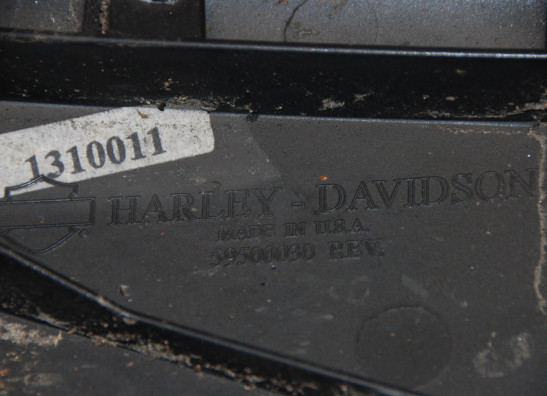 1310011
HARLEY-DAVIDSON
MADE IN U.S.A.
59500030 REV.